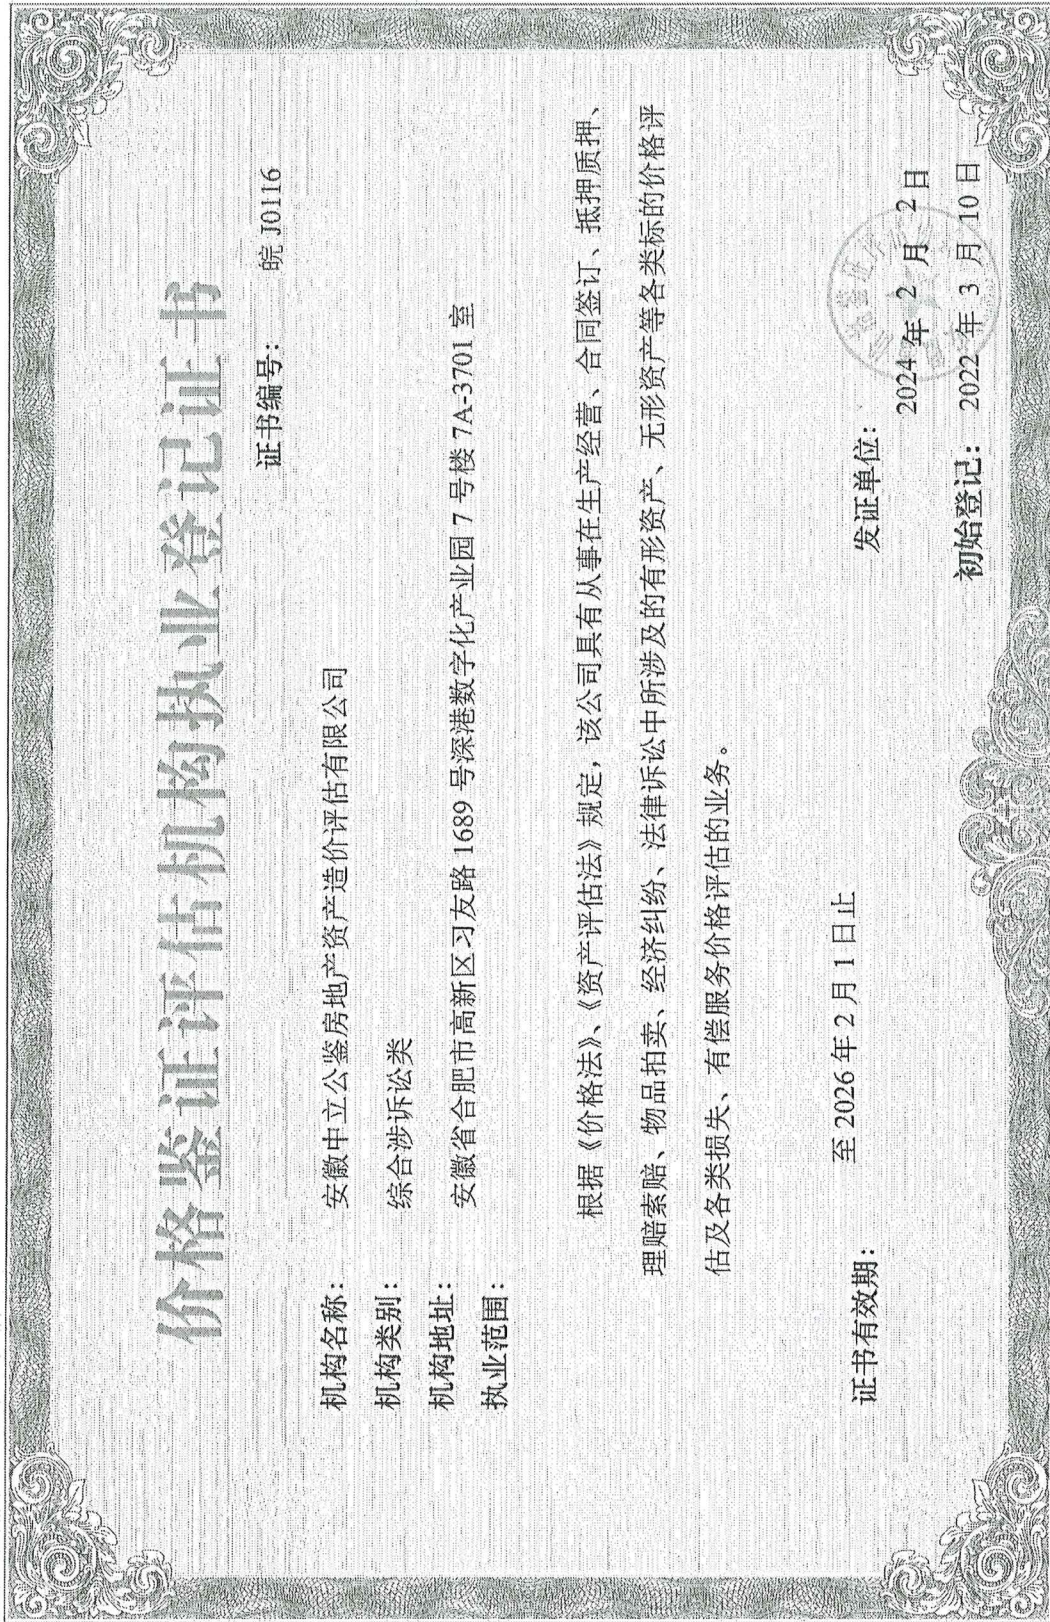 价格鉴证评估机构执业登记证书
证书编号： 皖 J0116
机构名称： 安徽中立公鉴房地产资产造价评估有限公司
机构类别： 综合涉诉讼类
机构地址： 安徽省合肥市高新区习友路 1689 号深港数字化产业园 7 号楼 7A-3701 室
执业范围：
根据《价格法》、《资产评估法》规定，该公司具有从事在生产经营、合同签订、抵押质押、
理赔索赔、物品拍卖、经济纠纷、法律诉讼中所涉及的有形资产、无形资产等各类标的价格评
估及各类损失、有偿服务价格评估的业务。
证书有效期： 至 2026 年 2 月 1 日止
发证单位：
2024 年 2 月 2 日
初始登记： 2022 年 3 月 10 日